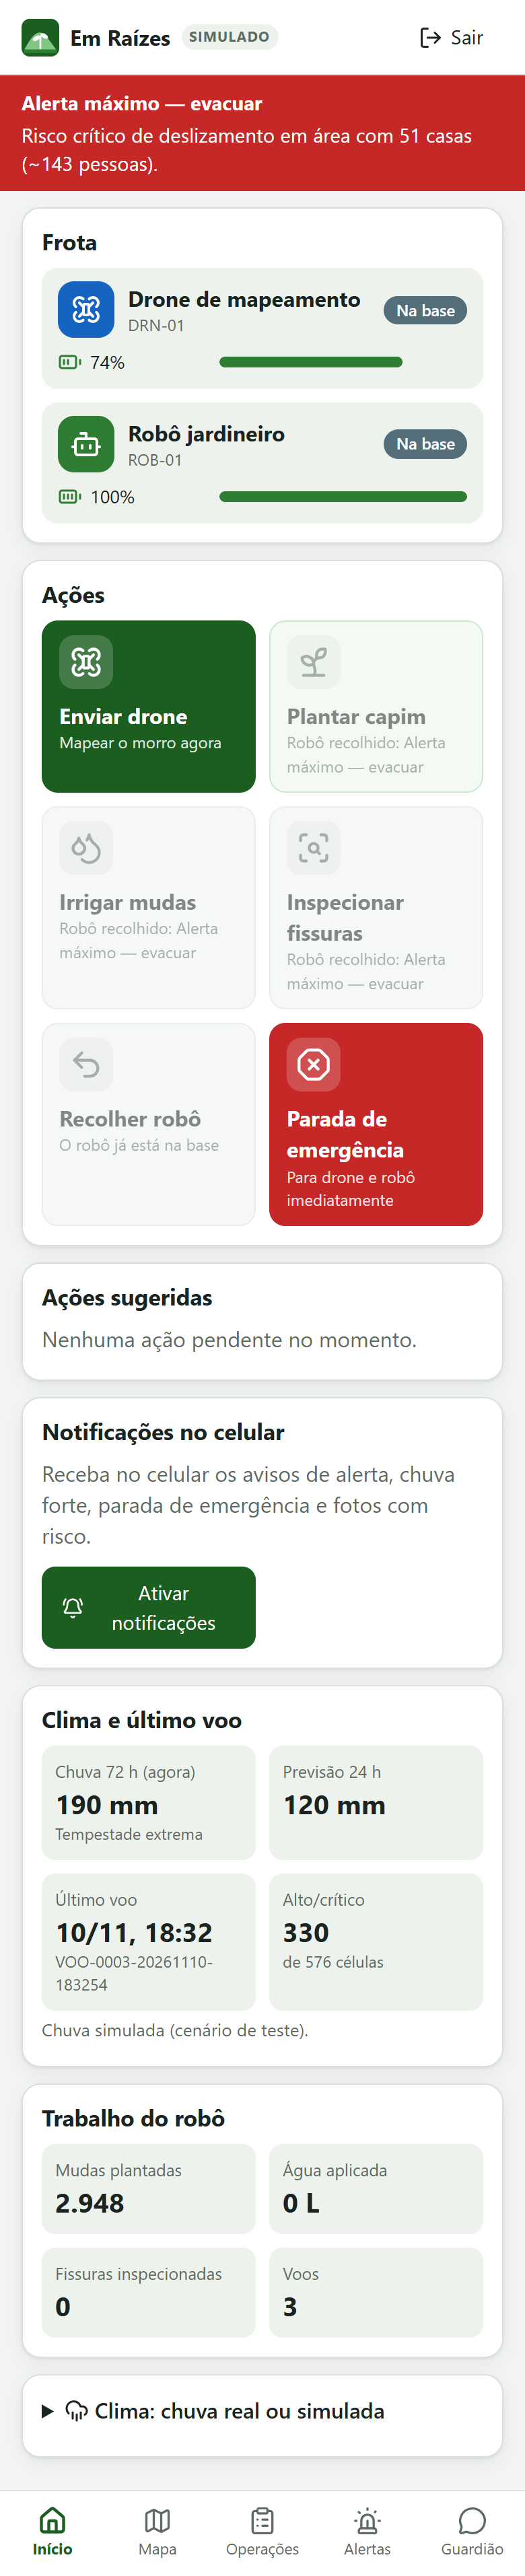 Em Raízes
SIMULADO
Sair
Alerta máximo — evacuar
Risco crítico de deslizamento em área com 51 casas
(~143 pessoas).
Frota
Drone de mapeamento
DRN-01
Na base
74%
Robô jardineiro
ROB-01
Na base
100%
Ações
Enviar drone
Mapear o morro agora
Plantar capim
Robô recolhido: Alerta
máximo — evacuar
Irrigar mudas
Robô recolhido: Alerta
máximo — evacuar
Inspecionar
fissuras
Robô recolhido: Alerta
máximo — evacuar
Recolher robô
O robô já está na base
Parada de
emergência
Para drone e robô
imediatamente
Ações sugeridas
Nenhuma ação pendente no momento.
Notificações no celular
Receba no celular os avisos de alerta, chuva
forte, parada de emergência e fotos com
risco.
Ativar
notificações
Clima e último voo
Chuva 72 h (agora)
190 mm
Tempestade extrema
Previsão 24 h
120 mm
Último voo
10/11, 18:32
VOO-0003-20261110-
183254
Alto/crítico
330
de 576 células
Chuva simulada (cenário de teste).
Trabalho do robô
Mudas plantadas
2.948
Água aplicada
0 L
Fissuras inspecionadas
0
Voos
3
Clima: chuva real ou simulada
Início
Mapa
Operações
Alertas
Guardião